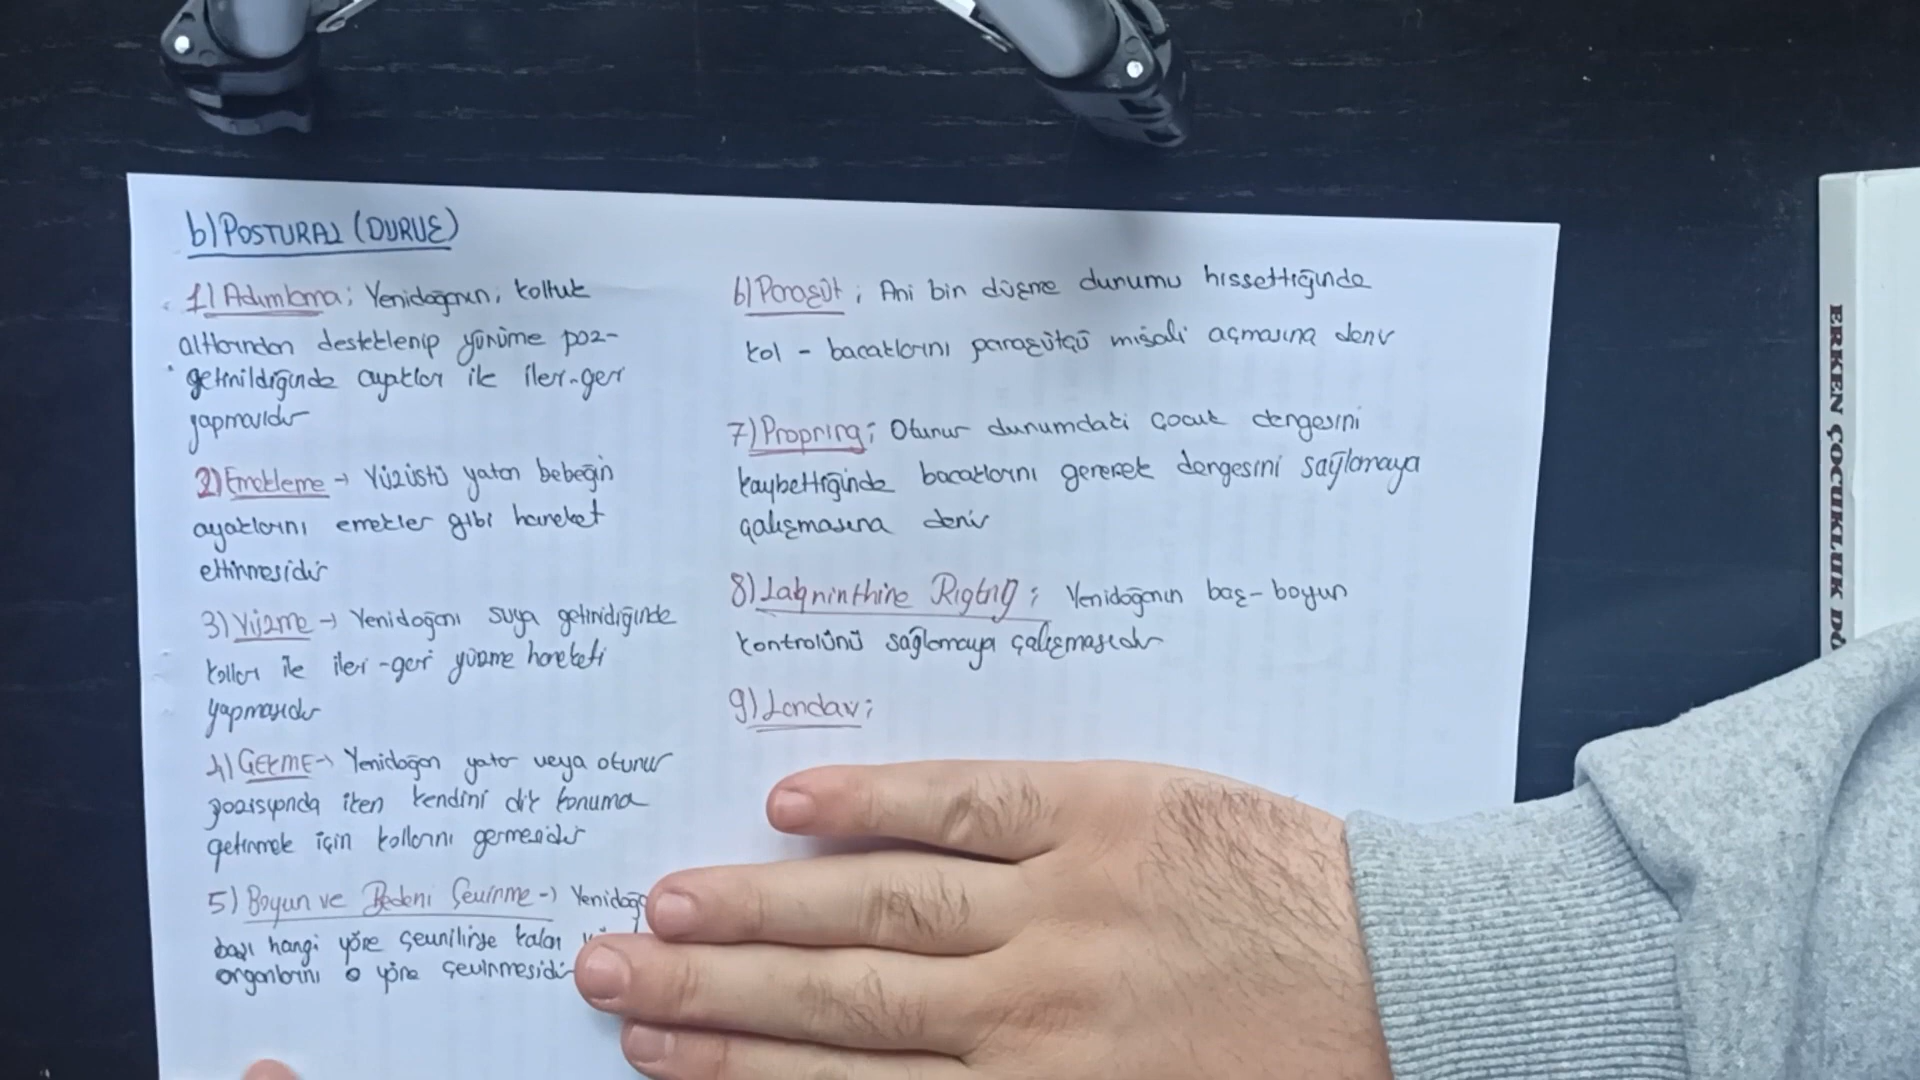 b) POSTURAL (DURUŞ)
1) Adımlama; Yenidoğanın; koltuk
altlarından desteklenip yürüme poz-
getirildiğinde ayaklar ile ileri-geri
yapmasıdır
2) Emekleme → Yüzüstü yatan bebeğin
ayaklarını emekler gibi hareket
ettirmesidir
3) Yüzme → Yenidoğanı suya getirildiğinde
kollar ile ileri-geri yüzme hareketi
yapmasıdır
4) GERME → Yenidoğan yatar veya oturur
pozisyonda iken kendini dik konuma
getirmek için kollarını germesidir
5) Boyun ve Bedeni Çevirme →
başı hangi yöne çevrilirse kalan
organlarını o yöne çevirmesidir
6) Paraşüt; Ani bir düşme durumu hissettiğinde
kol - bacaklarını paraşütçü misali açmasına denir
7) Propring; Oturur durumdaki çocuk dengesini
kaybettiğinde bacaklarını gererek dengesini sağlamaya
çalışmasına denir
8) Labyrinthine Rigting; Yenidoğanın baş-boyun
kontrolünü sağlamaya çalışmasıdır
9) Landau;
ERKEN ÇOCUKLUK DÖ